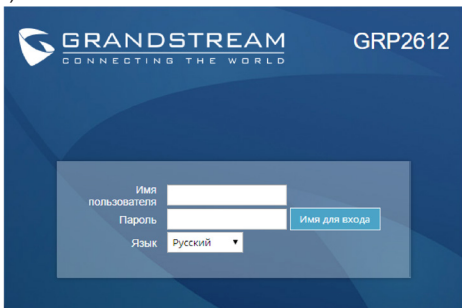 GRANDSTREAM
CONNECTING THE WORLD
GRP2612
Имя
пользователя
Пароль
Имя для входа
Язык
Русский